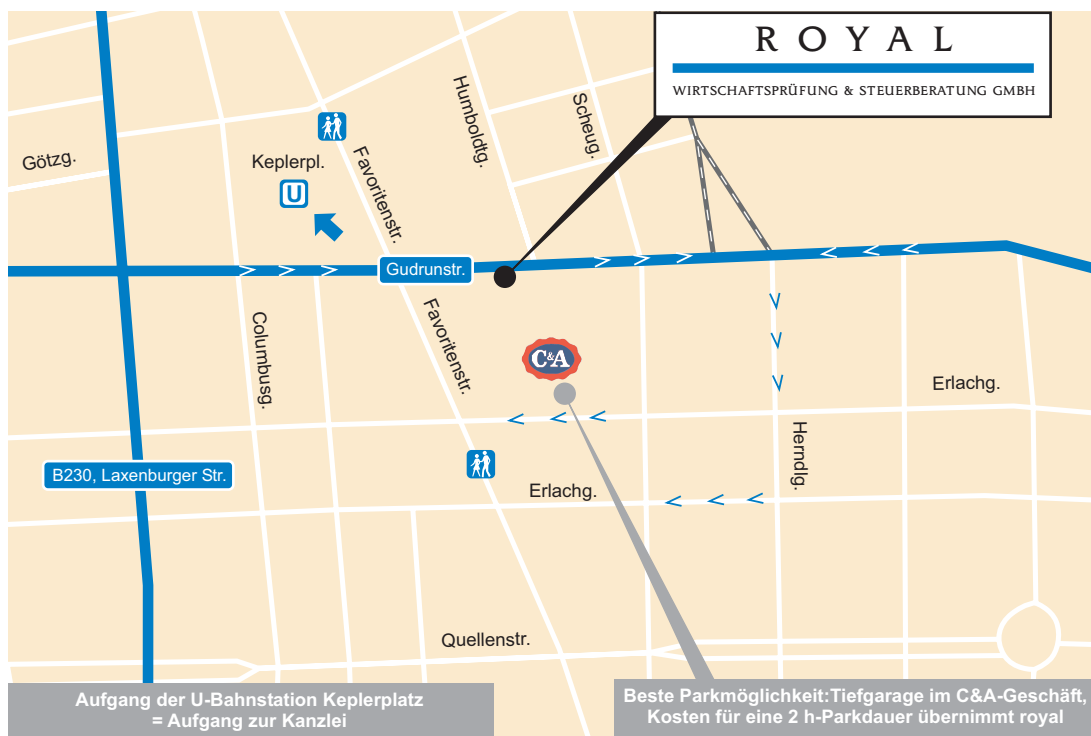 ROYAL
WIRTSCHAFTSPRÜFUNG & STEUERBERATUNG GMBH
Humboldtg.
Scheug.
Götzg.
Keplerpl.
U
Favoritenstr.
Gudrunstr.
Columbusg.
Favoritenstr.
C&A
Erlachg.
Herndlg.
B230, Laxenburger Str.
Erlachg.
Quellenstr.
Aufgang der U-Bahnstation Keplerplatz
= Aufgang zur Kanzlei
Beste Parkmöglichkeit:Tiefgarage im C&A-Geschäft,
Kosten für eine 2 h-Parkdauer übernimmt royal